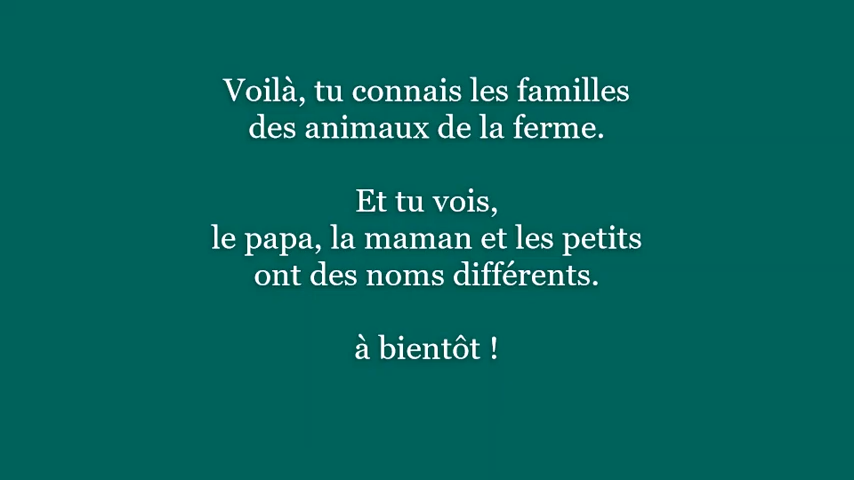 Voilà, tu connais les familles
des animaux de la ferme.
Et tu vois,
le papa, la maman et les petits
ont des noms différents.
à bientôt !